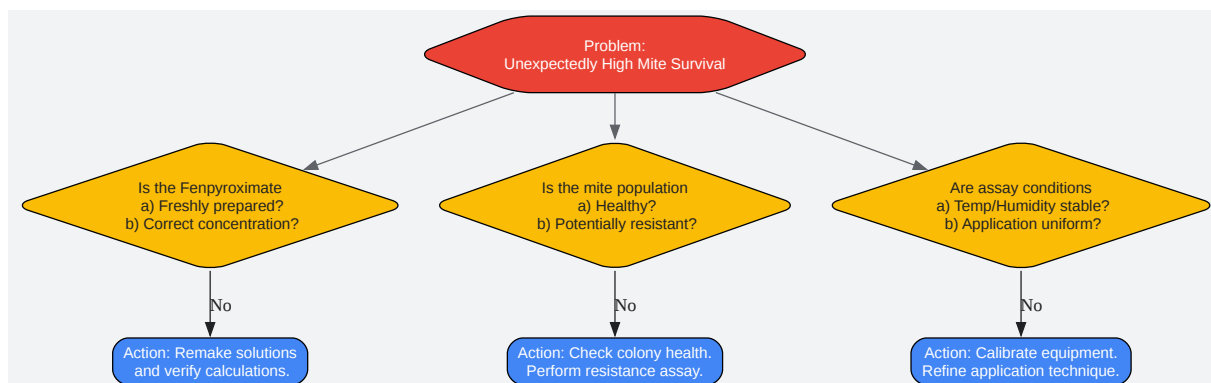 Problem:
Unexpectedly High Mite Survival
Is the Fenpyroximate
a) Freshly prepared?
b) Correct concentration?
Is the mite population
a) Healthy?
b) Potentially resistant?
Are assay conditions
a) Temp/Humidity stable?
b) Application uniform?
No
No
No
Action: Remake solutions
and verify calculations.
Action: Check colony health.
Perform resistance assay.
Action: Calibrate equipment.
Refine application technique.